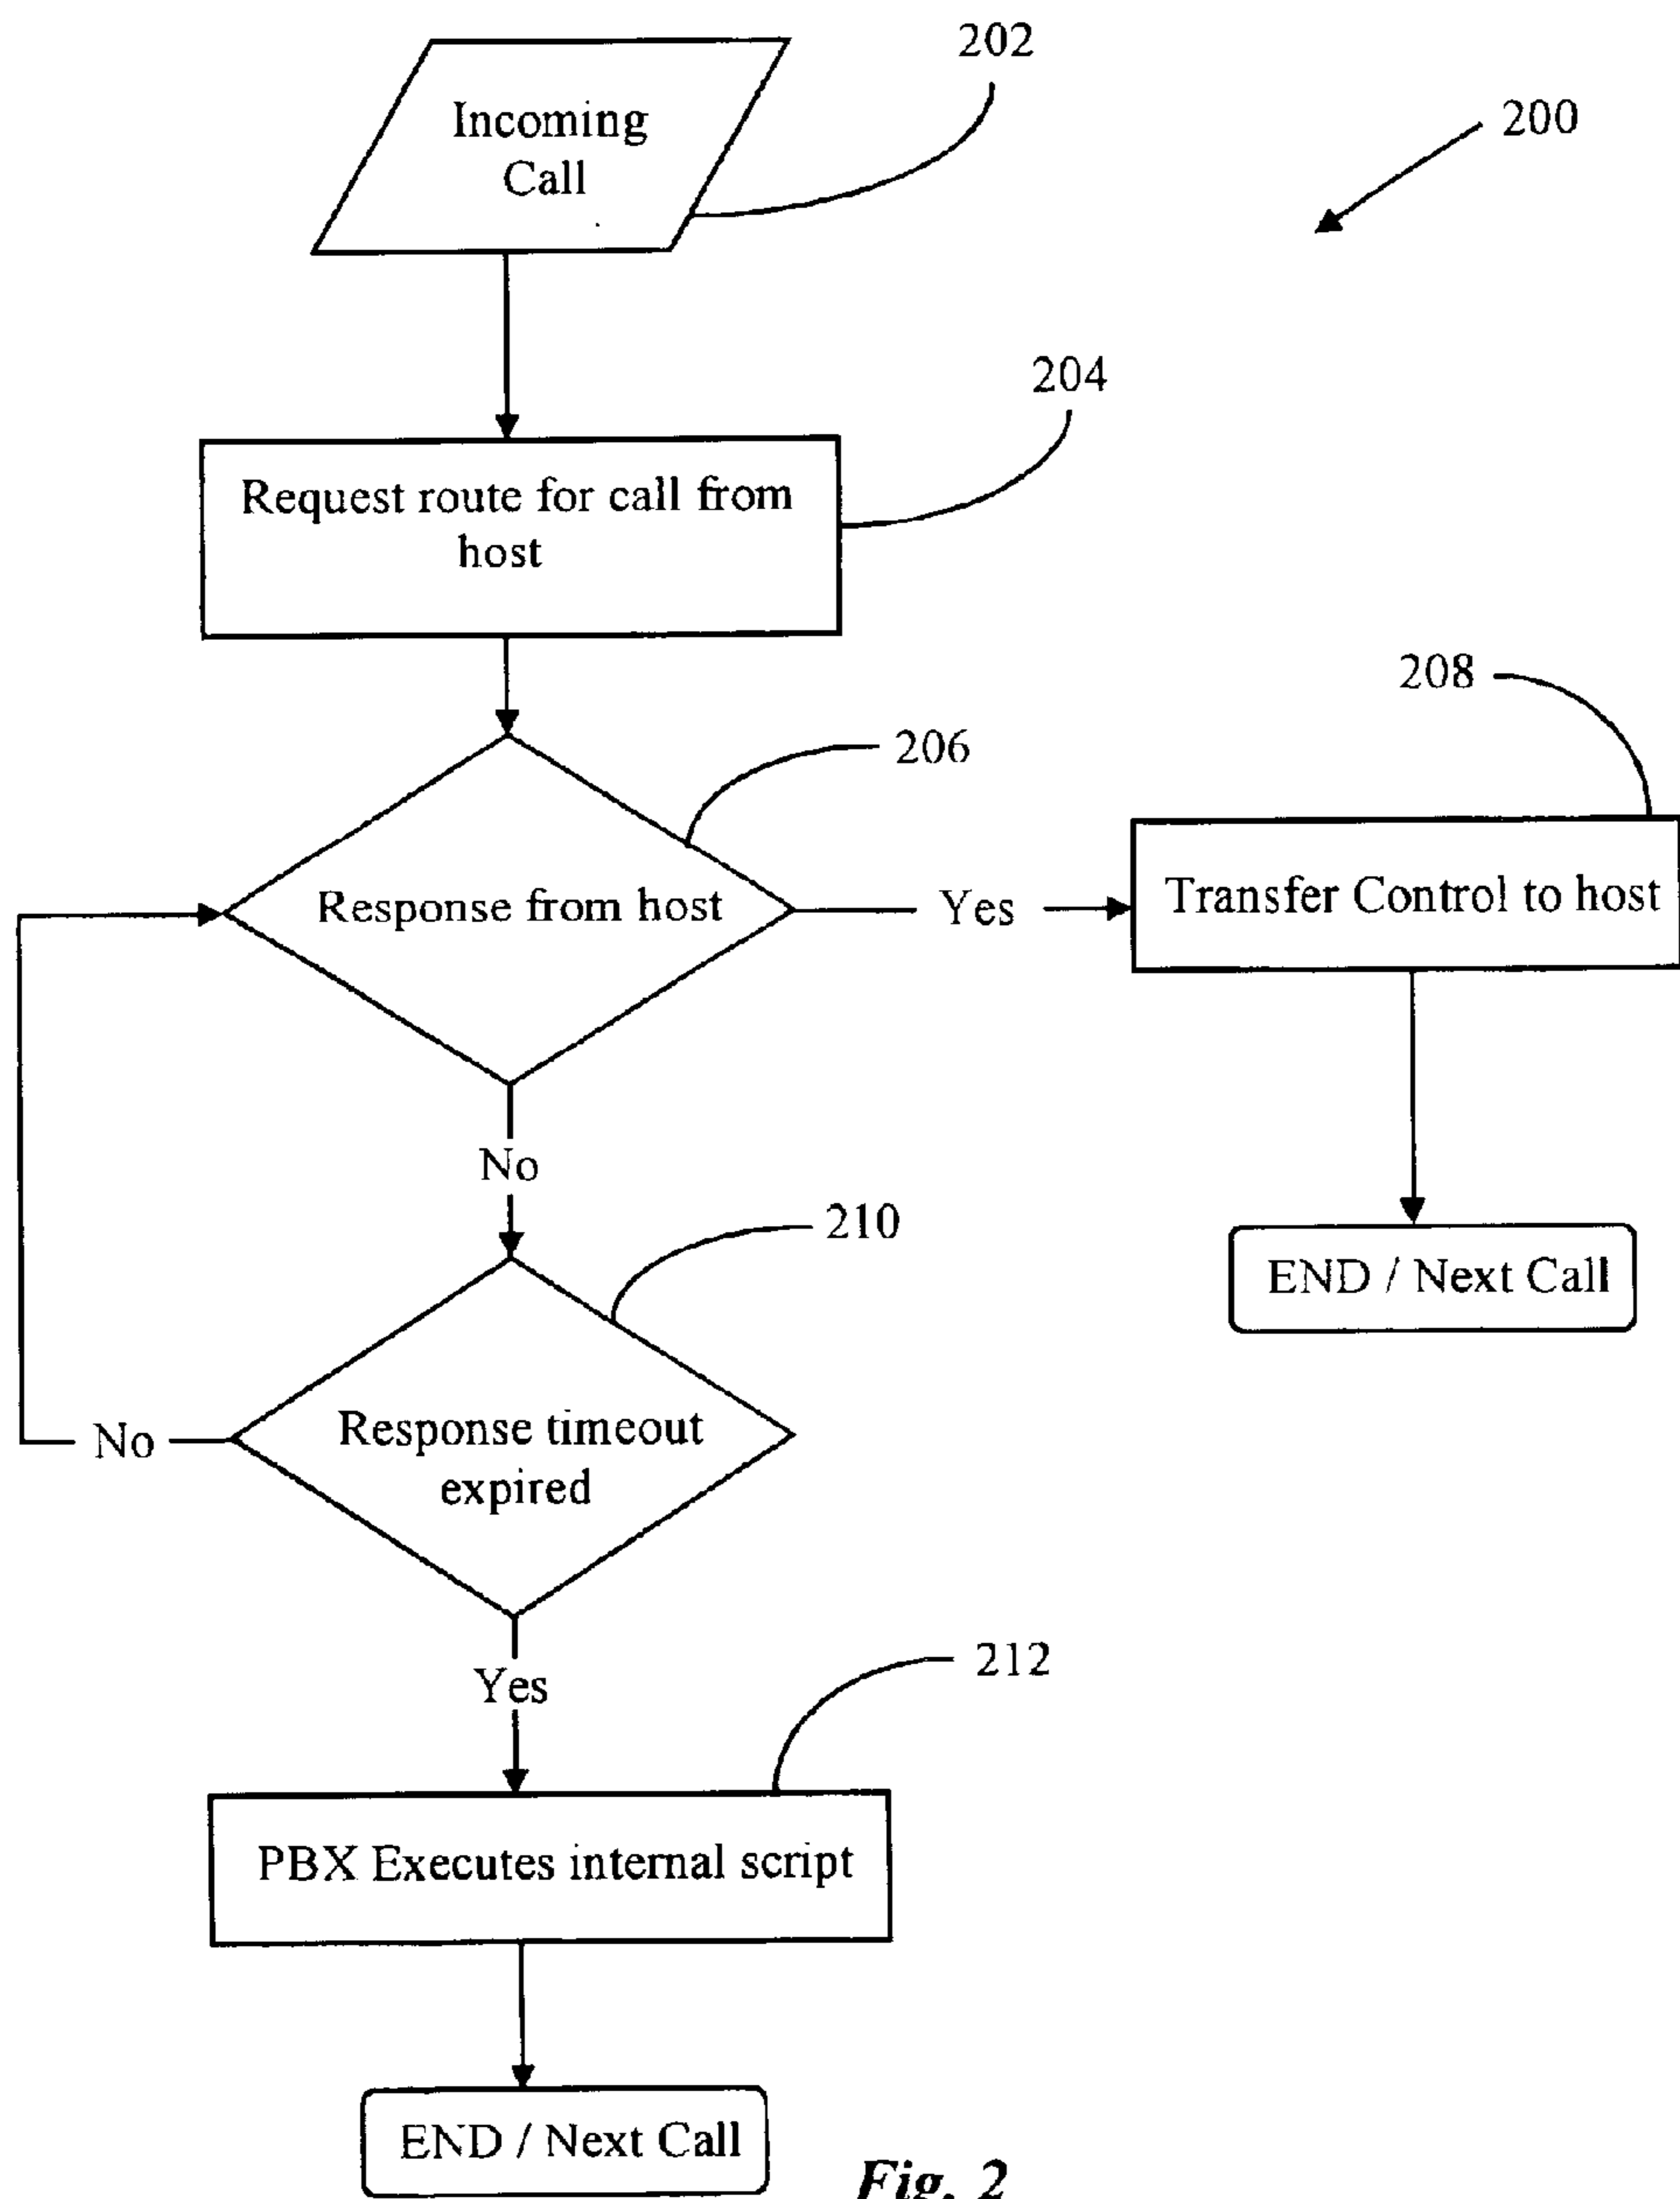 202
200
Incoming
Call
204
Request route for call from
host
208
206
Response from host
Yes
Transfer Control to host
No
210
END / Next Call
Response timeout
expired
No
212
Yes
PBX Executes internal script
END / Next Call
Fig. 2